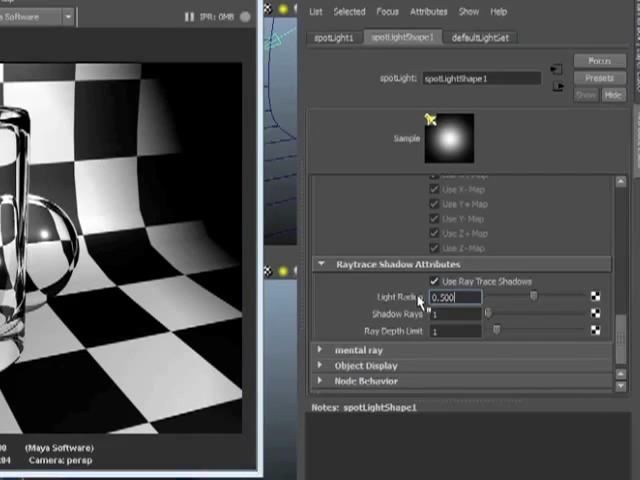 List Selected Focus Attributes Show Help
Software
IPR: 0MB
spotLight1 spotLightShape1 defaultLightSet
Focus
spotLight: spotLightShape1
Presets
Show Hide
Sample
Use X- Map
Use Y+ Map
Use Y- Map
Use Z+ Map
Use Z- Map
Raytrace Shadow Attributes
Use Ray Trace Shadows
Light Radiu 0.500
Shadow Rays 1
Ray Depth Limit 1
mental ray
Object Display
Node Behavior
Notes: spotLightShape1
(Maya Software)
Camera: persp